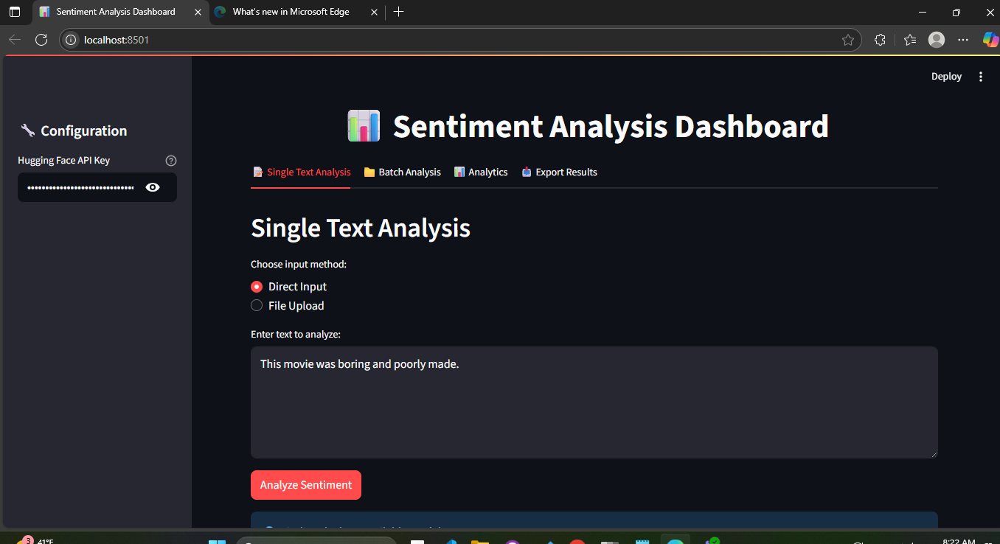 Sentiment Analysis Dashboard
What's new in Microsoft Edge
localhost:8501
Deploy
Configuration
Hugging Face API Key
Sentiment Analysis Dashboard
Single Text Analysis
Batch Analysis
Analytics
Export Results
Single Text Analysis
Choose input method:
Direct Input
File Upload
Enter text to analyze:
This movie was boring and poorly made.
Analyze Sentiment
3
41°F
8:22 AM